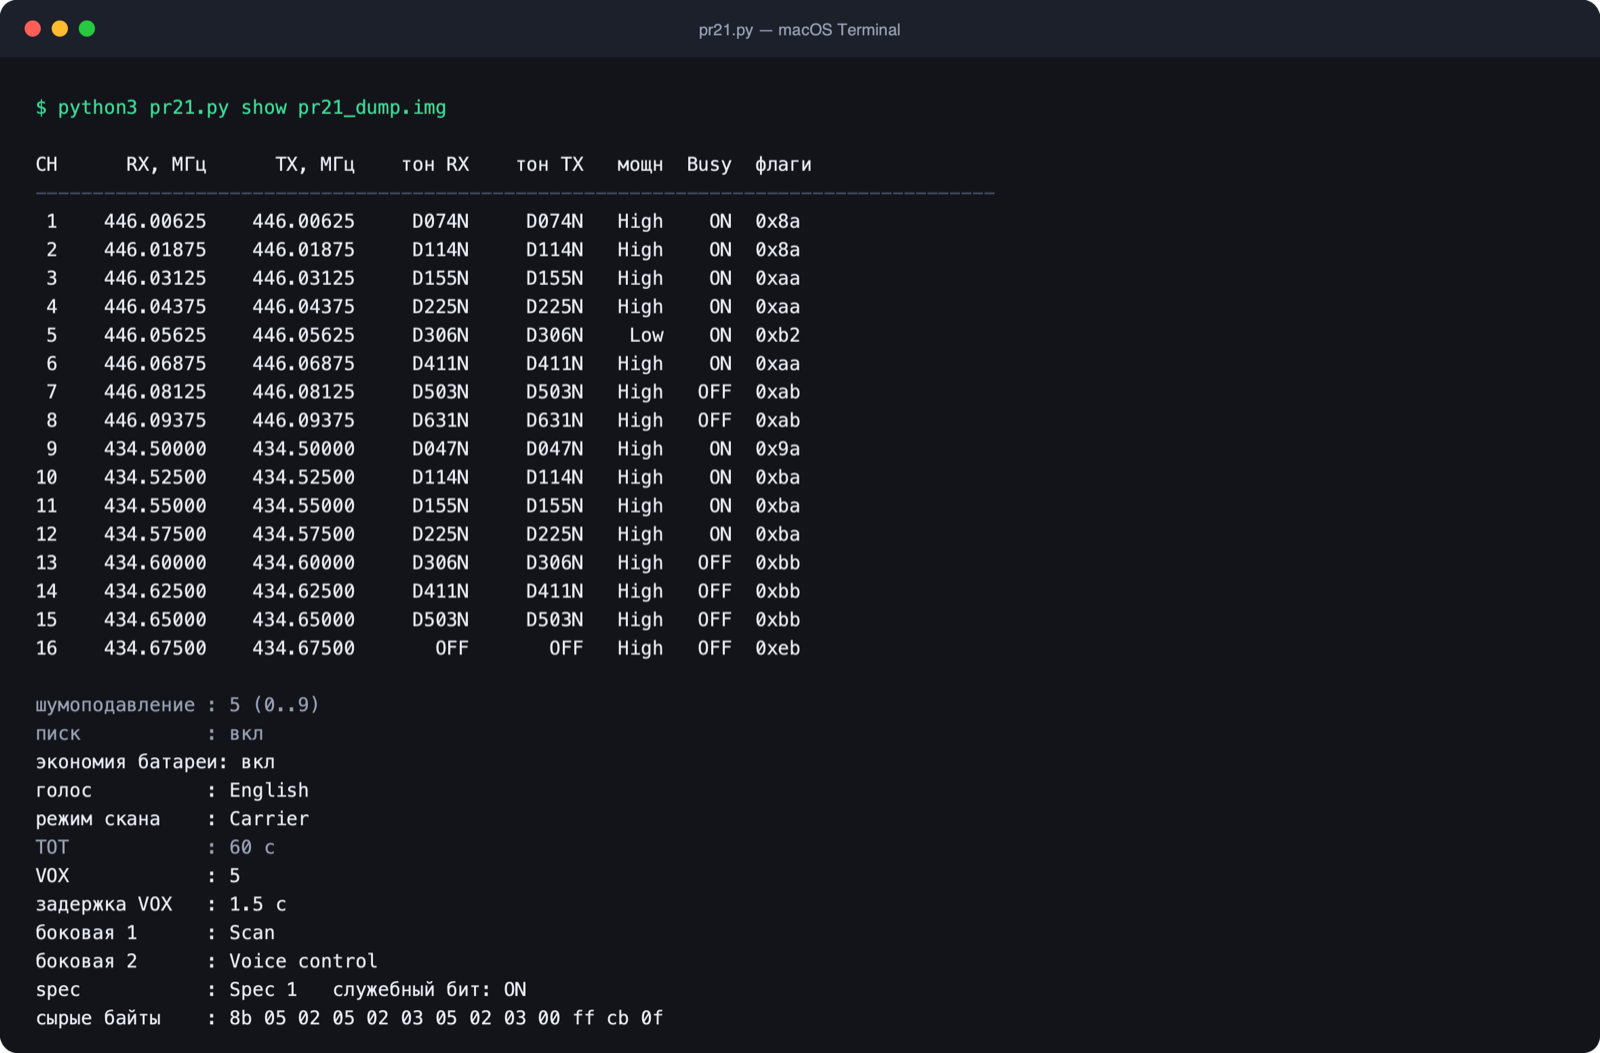 pr21.py — macOS Terminal
$ python3 pr21.py show pr21_dump.img
CH RX, МГц TX, МГц тон RX тон TX мощн Busy флаги
1 446.00625 446.00625 D074N D074N High ON 0x8a
2 446.01875 446.01875 D114N D114N High ON 0x8a
3 446.03125 446.03125 D155N D155N High ON 0xaa
4 446.04375 446.04375 D225N D225N High ON 0xaa
5 446.05625 446.05625 D306N D306N Low ON 0xb2
6 446.06875 446.06875 D411N D411N High ON 0xaa
7 446.08125 446.08125 D503N D503N High OFF 0xab
8 446.09375 446.09375 D631N D631N High OFF 0xab
9 434.50000 434.50000 D047N D047N High ON 0x9a
10 434.52500 434.52500 D114N D114N High ON 0xba
11 434.55000 434.55000 D155N D155N High ON 0xba
12 434.57500 434.57500 D225N D225N High ON 0xba
13 434.60000 434.60000 D306N D306N High OFF 0xbb
14 434.62500 434.62500 D411N D411N High OFF 0xbb
15 434.65000 434.65000 D503N D503N High OFF 0xbb
16 434.67500 434.67500 OFF OFF High OFF 0xeb
шумоподавление : 5 (0..9)
писк : вкл
экономия батареи: вкл
голос : English
режим скана : Carrier
TOT : 60 с
VOX : 5
задержка VOX : 1.5 с
боковая 1 : Scan
боковая 2 : Voice control
spec : Spec 1 служебный бит: ON
сырые байты : 8b 05 02 05 02 03 05 02 03 00 ff cb 0f